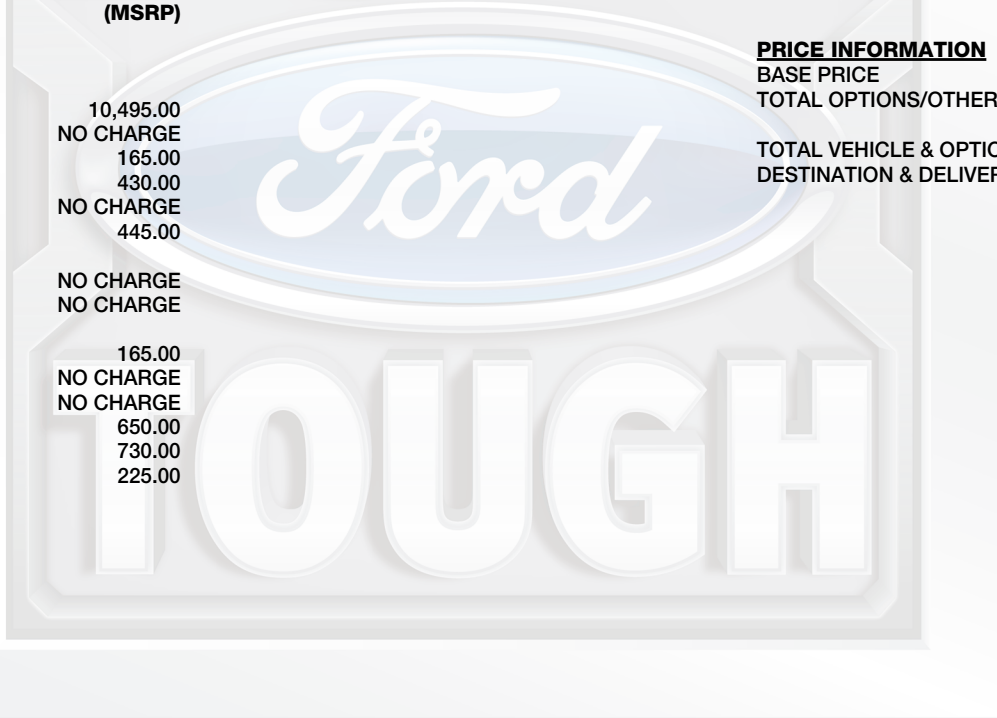 (MSRP)
10,495.00
NO CHARGE
165.00
430.00
NO CHARGE
445.00
NO CHARGE
NO CHARGE
165.00
NO CHARGE
NO CHARGE
650.00
730.00
225.00
PRICE INFORMATION
BASE PRICE
TOTAL OPTIONS/OTHER
TOTAL VEHICLE & OPTIO
DESTINATION & DELIVER
Ford
TOUGH